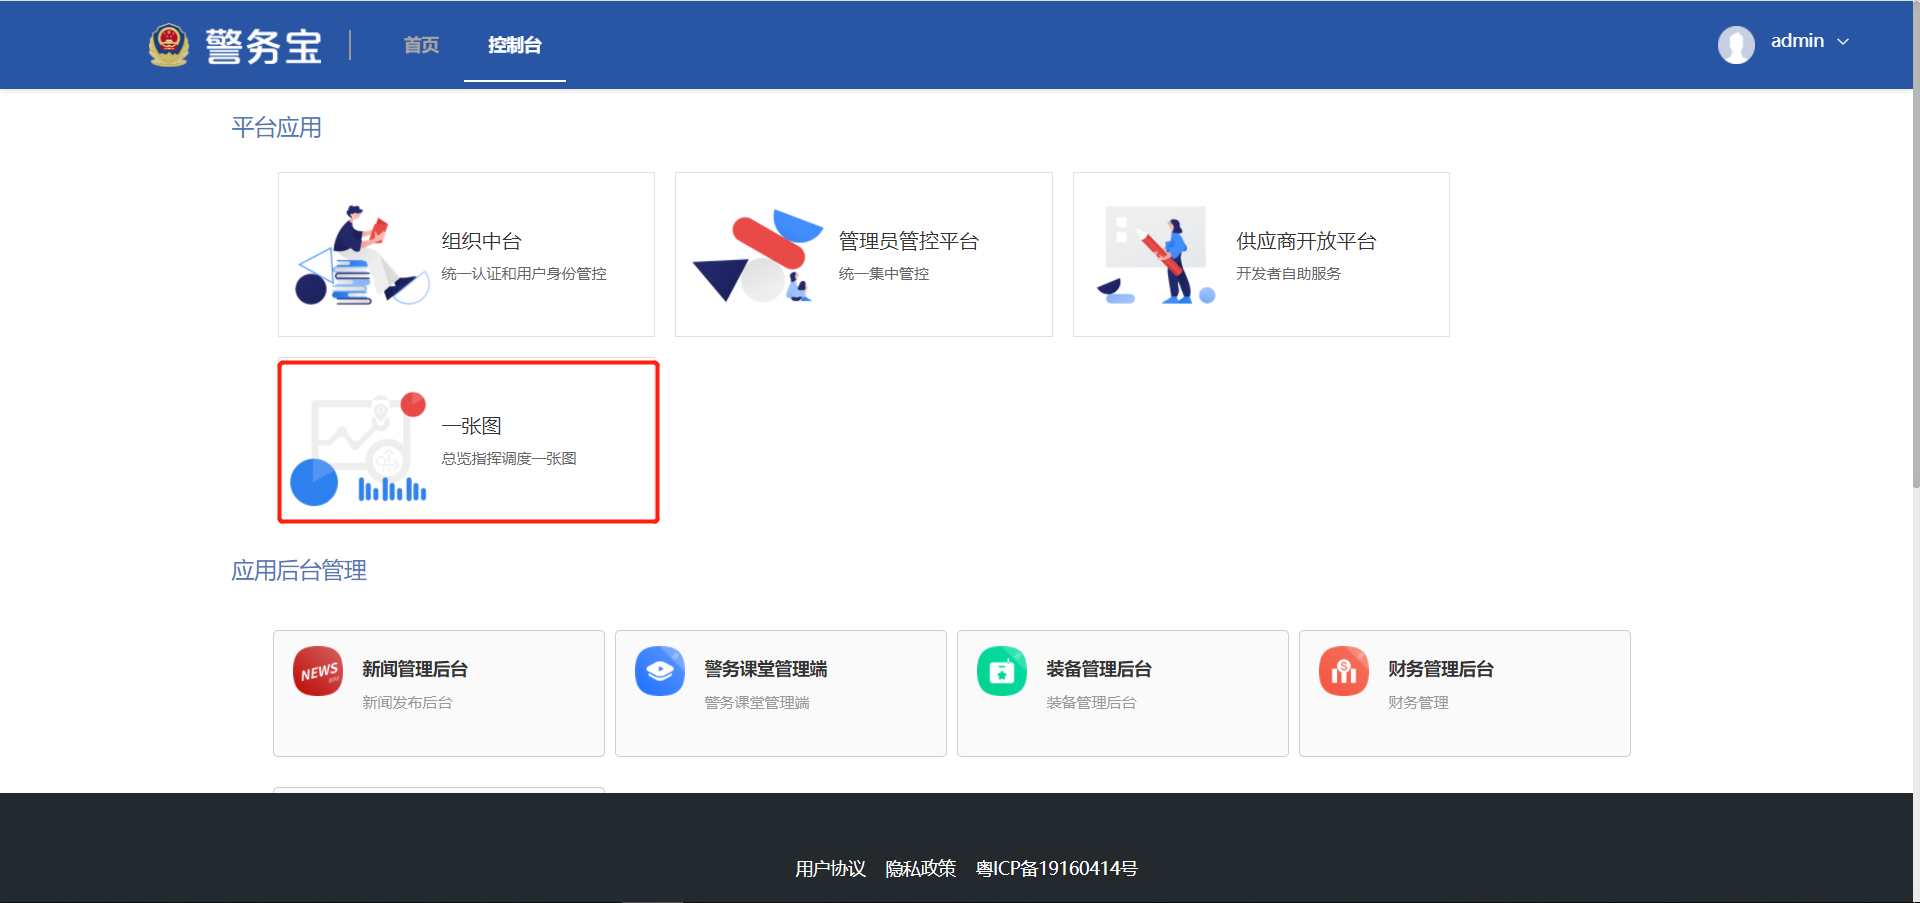 警务宝
首页
控制台
admin
平台应用
组织中台
统一认证和用户身份管控
管理员管控平台
统一集中管控
供应商开放平台
开发者自助服务
一张图
总览指挥调度一张图
应用后台管理
NEWS
新闻管理后台
新闻发布后台
警务课堂管理端
警务课堂管理端
装备管理后台
装备管理后台
财务管理后台
财务管理
用户协议 隐私政策 粤ICP备19160414号